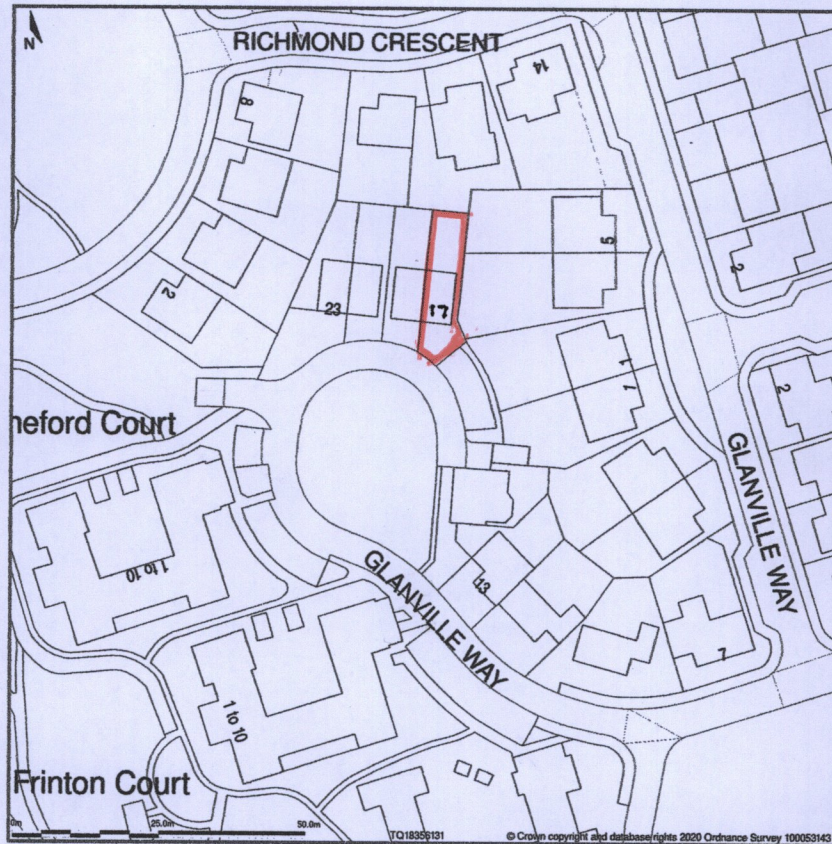 N
RICHMOND CRESCENT
14
8
5
2
2
23
17
1
1
2
neford Court
GLANVILLE WAY
1 to 10
GLANVILLE WAY
13
7
1 to 10
Frinton Court
0m
25.0m
50.0m
TQ18356131
© Crown copyright and database rights 2020 Ordnance Survey 100053143